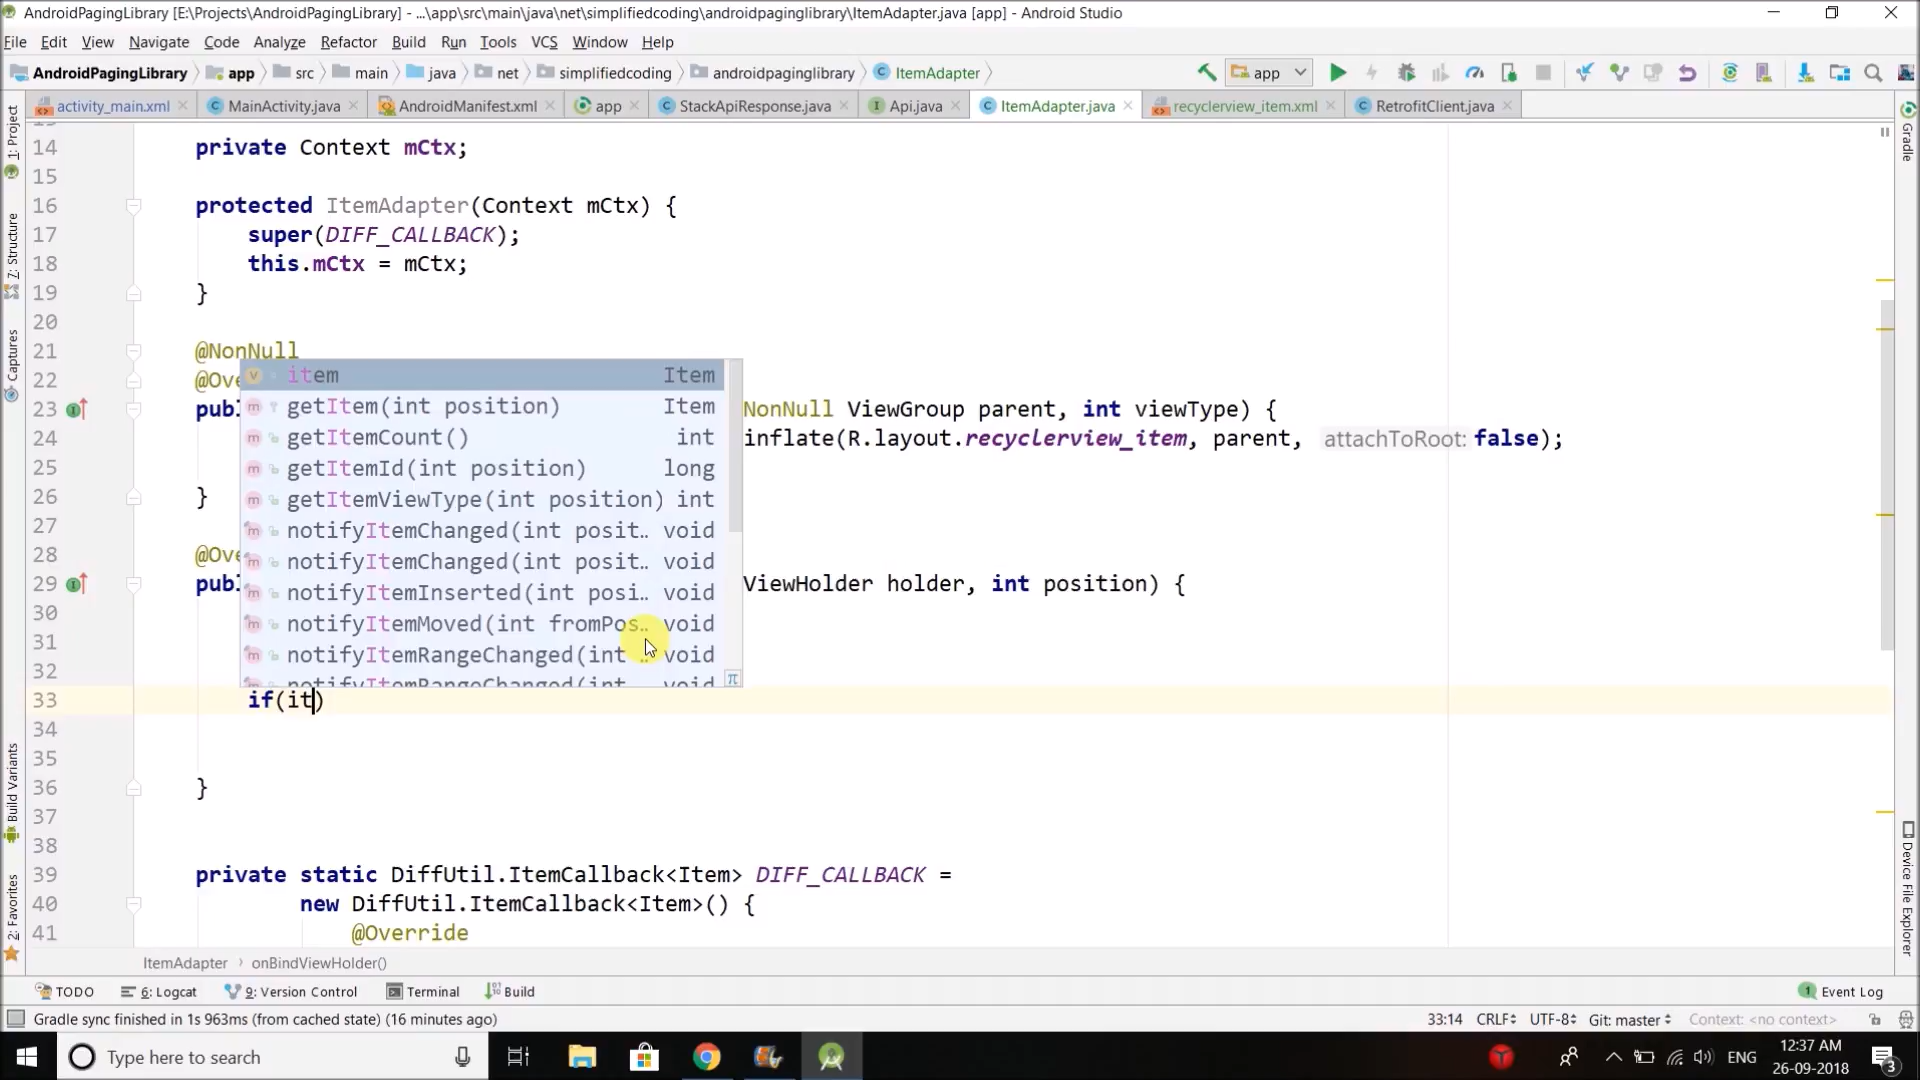 AndroidPagingLibrary [E:\Projects\AndroidPagingLibrary] - ...\app\src\main\java\net\simplifiedcoding\androidpaginglibrary\ItemAdapter.java [app] - Android Studio
File Edit View Navigate Code Analyze Refactor Build Run Tools VCS Window Help
AndroidPagingLibrary app src main java net simplifiedcoding androidpaginglibrary ItemAdapter app
activity_main.xml MainActivity.java AndroidManifest.xml app StackApiResponse.java Api.java ItemAdapter.java recyclerview_item.xml RetrofitClient.java
1: Project
7: Structure
Captures
Build Variants
2: Favorites
Gradle
Device File Explorer
14 private Context mCtx;
15
16 protected ItemAdapter(Context mCtx) {
17 super(DIFF_CALLBACK);
18 this.mCtx = mCtx;
19 }
20
21 @NonNull
22 @Ove
23 publ NonNull ViewGroup parent, int viewType) {
24 inflate(R.layout.recyclerview_item, parent, attachToRoot: false);
25
26 }
27
28 @Ove
29 publ ViewHolder holder, int position) {
30
31
32
33 if(it)
34
35
36 }
37
38
39 private static DiffUtil.ItemCallback<Item> DIFF_CALLBACK =
40 new DiffUtil.ItemCallback<Item>() {
41 @Override
item Item
getItem(int position) Item
getItemCount() int
getItemId(int position) long
getItemViewType(int position) int
notifyItemChanged(int posit… void
notifyItemChanged(int posit… void
notifyItemInserted(int posi… void
notifyItemMoved(int fromPos… void
notifyItemRangeChanged(int … void
notifyItemRangeChanged(int void
π
ItemAdapter › onBindViewHolder()
TODO 6: Logcat 9: Version Control Terminal Build 1 Event Log
Gradle sync finished in 1s 963ms (from cached state) (16 minutes ago) 33:14 CRLF UTF-8 Git: master Context: <no context>
Type here to search ENG 12:37 AM
26-09-2018 3